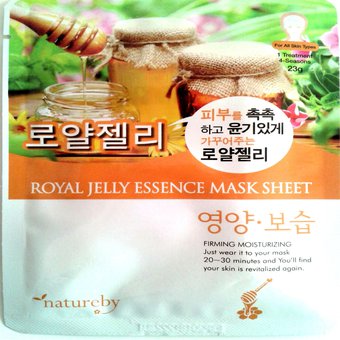 For All Skin Types
1 Treatment
4-Seasons
23g
피부를 촉촉
하고 윤기있게
가꾸어주는
로얄젤리
로얄젤리
ROYAL JELLY ESSENCE MASK SHEET
영양·보습
FIRMING MOISTURIZING
Just wear it to your mask
20~30 minutes and You'll find
your skin is revitalized again.
natureby